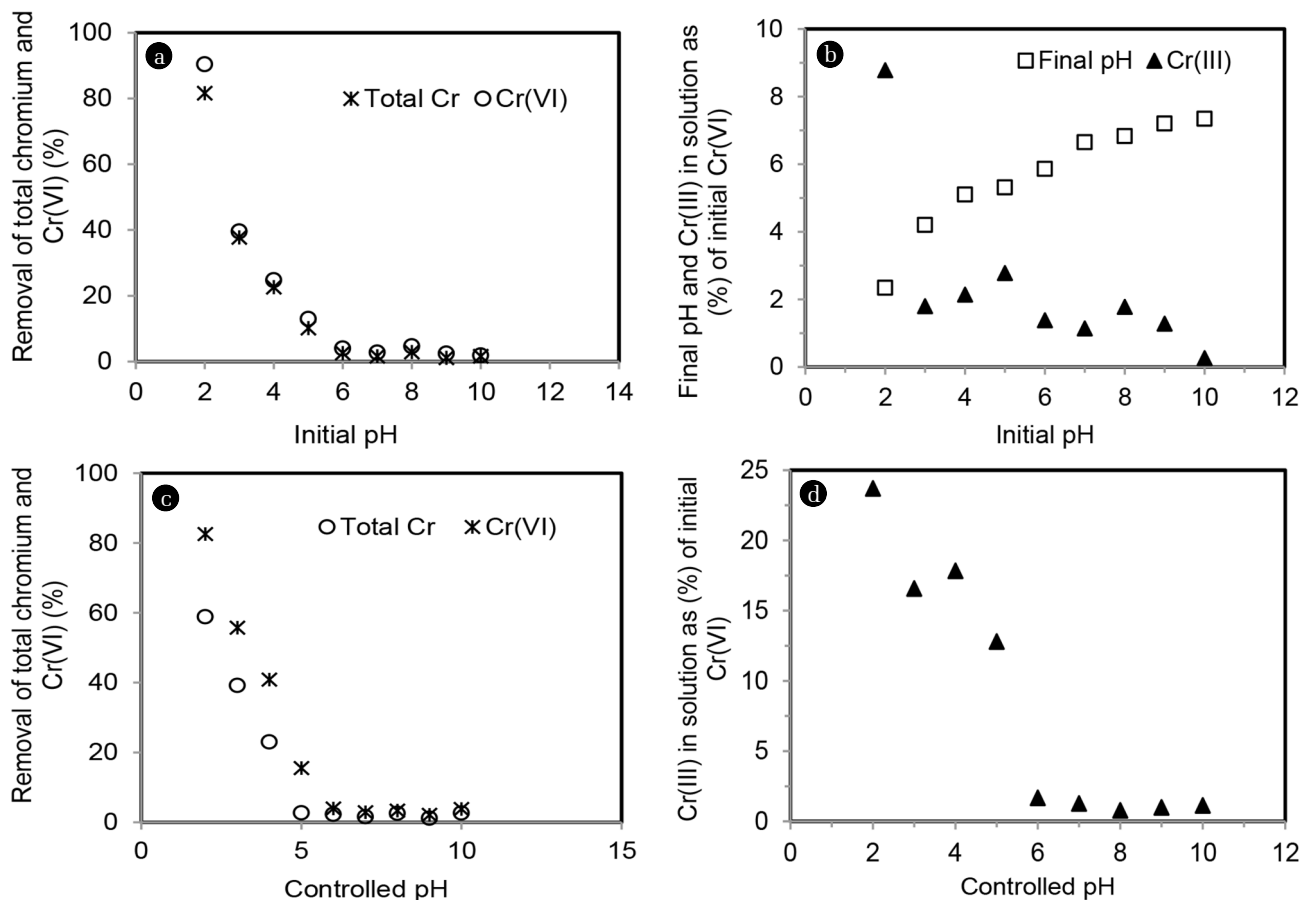 Removal of total chromium and
Cr(VI) (%)
100
80
60
40
20
0
a
Total Cr
Cr(VI)
0 2 4 6 8 10 12 14
Initial pH
Final pH and Cr(III) in solution as
(%) of initial Cr(VI)
10
8
6
4
2
0
b
Final pH
Cr(III)
0 2 4 6 8 10 12
Initial pH
Removal of total chromium and
Cr(VI) (%)
100
80
60
40
20
0
c
Total Cr
Cr(VI)
0 5 10 15
Controlled pH
Cr(III) in solution as (%) of initial
Cr(VI)
25
20
15
10
5
0
d
0 2 4 6 8 10 12
Controlled pH